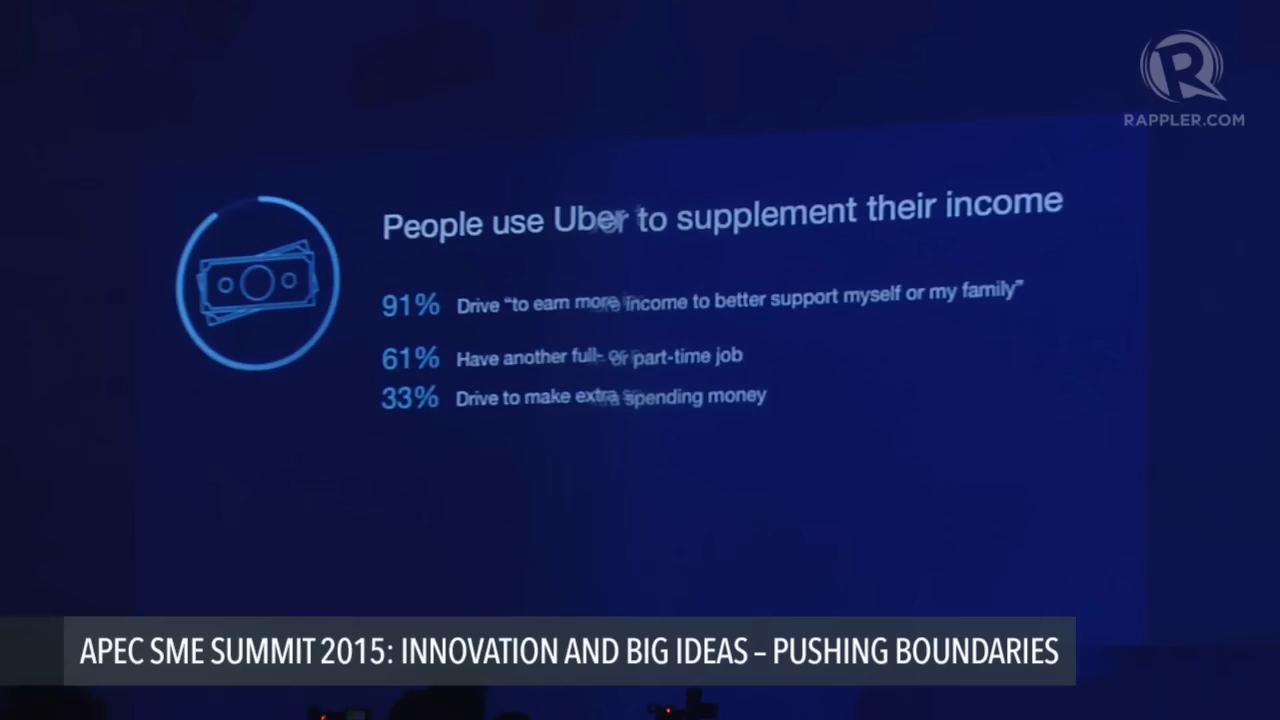 RAPPLER.COM
People use Uber to supplement their income
91% Drive “to earn more income to better support myself or my family”
61% Have another full- or part-time job
33% Drive to make extra spending money
APEC SME SUMMIT 2015: INNOVATION AND BIG IDEAS – PUSHING BOUNDARIES